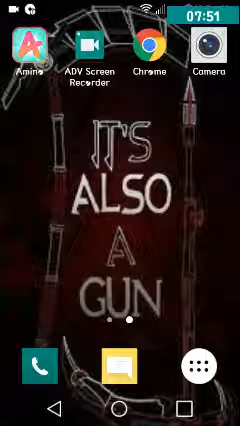 07:51
Amino
ADV Screen
Recorder
Chrome
Camera
IT'S
ALSO
A
GUN